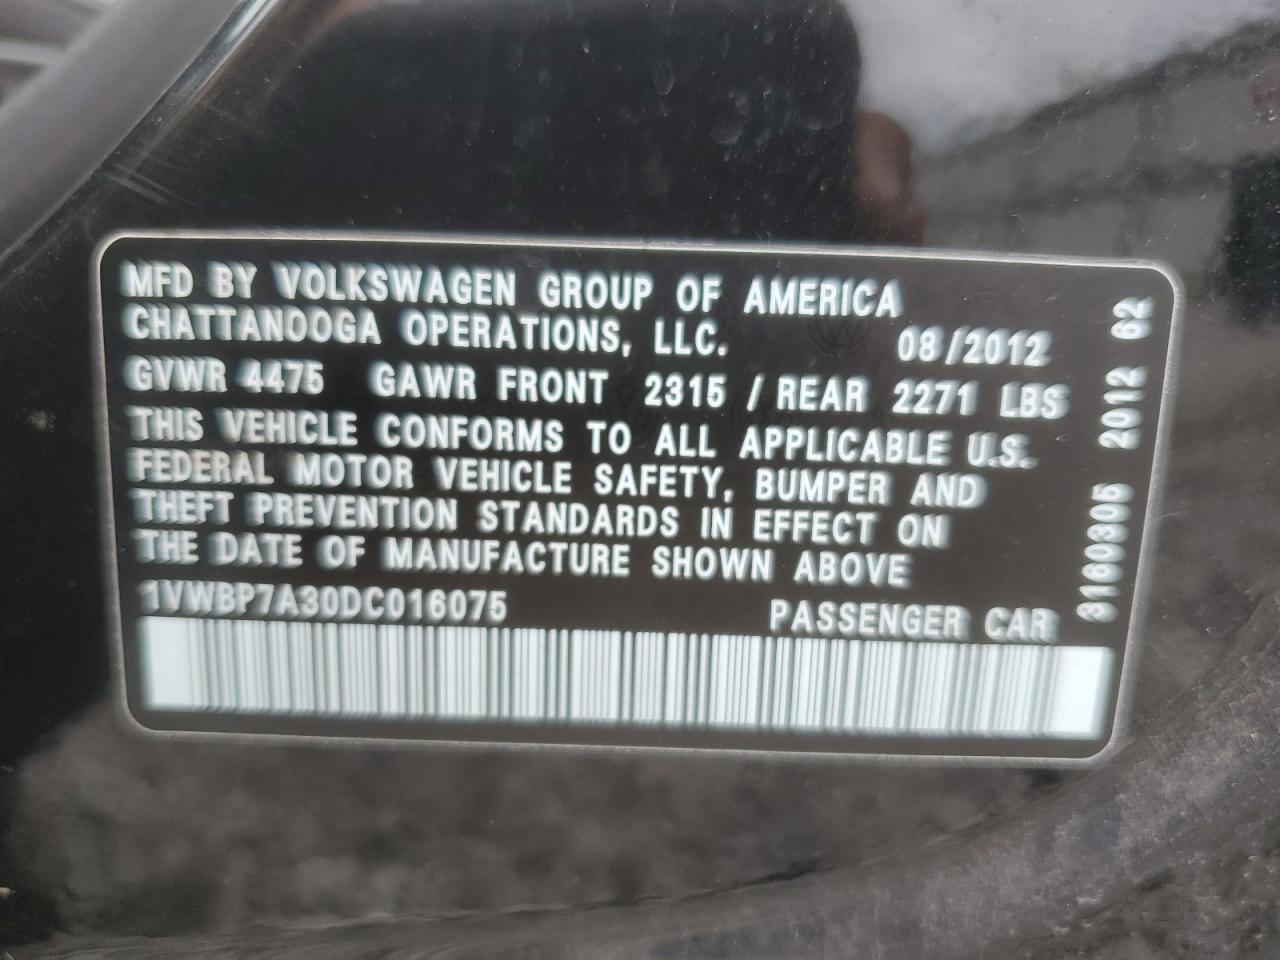 MFD BY VOLKSWAGEN GROUP OF AMERICA
CHATTANOOGA OPERATIONS, LLC. 08/2012
GVWR 4475 GAWR FRONT 2315 / REAR 2271 LBS
THIS VEHICLE CONFORMS TO ALL APPLICABLE U.S.
FEDERAL MOTOR VEHICLE SAFETY, BUMPER AND
THEFT PREVENTION STANDARDS IN EFFECT ON
THE DATE OF MANUFACTURE SHOWN ABOVE
1VWBP7A30DC016075 PASSENGER CAR
3160305 2012 62